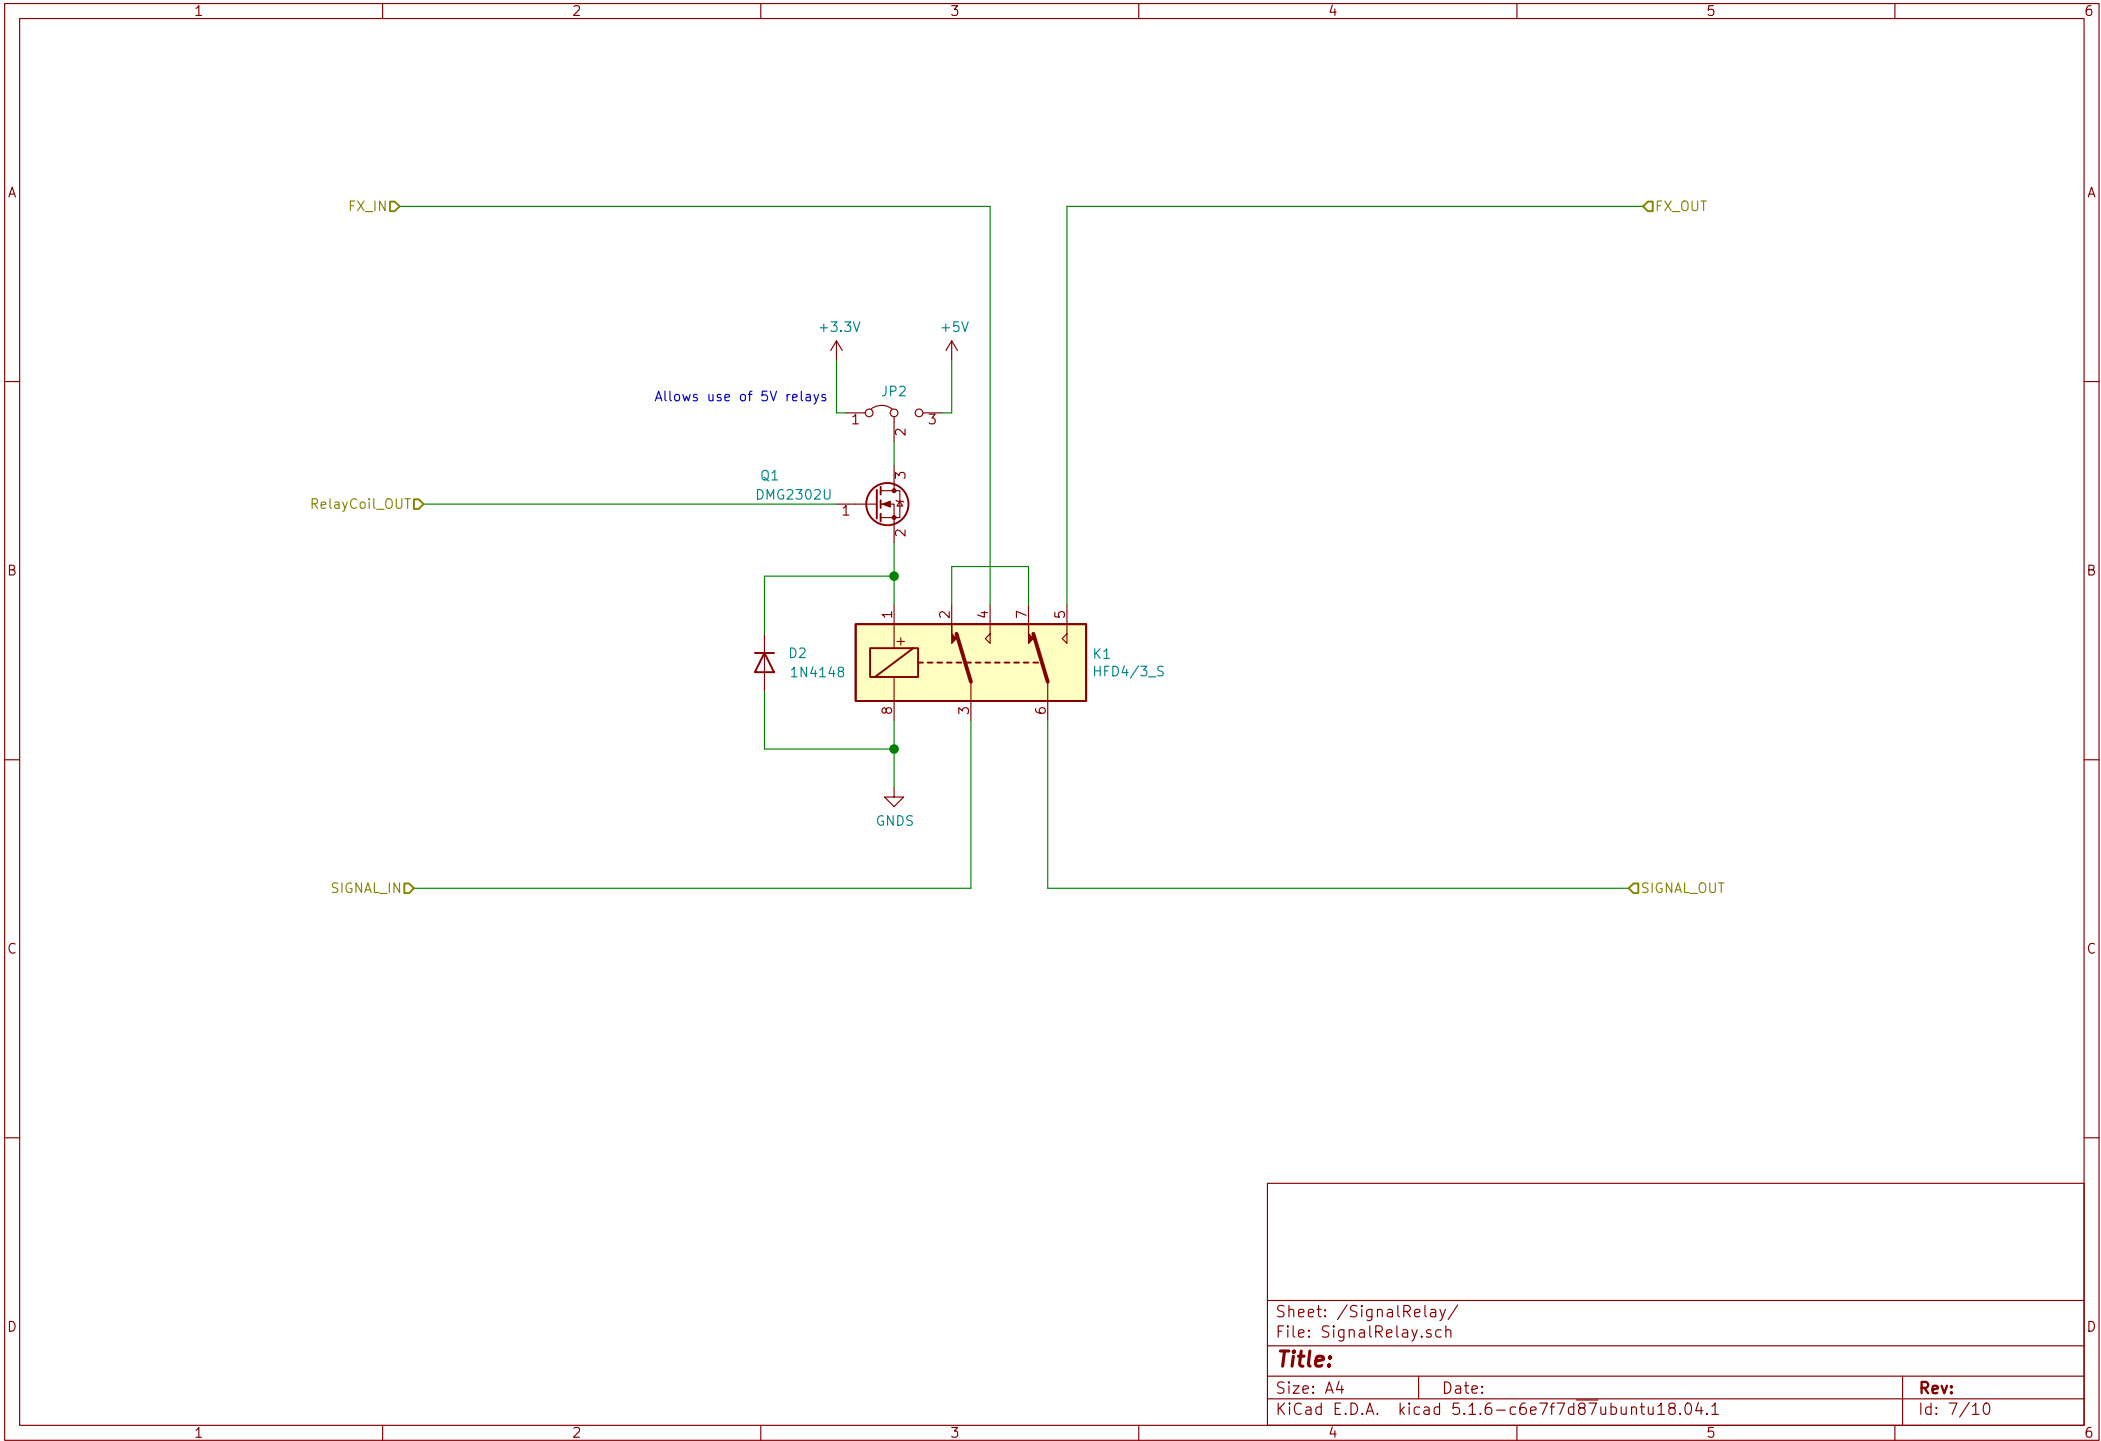 1 2 3 4 5 6
A A
FX_IN FX_OUT
+3.3V +5V
JP2
Allows use of 5V relays
1 2 3
Q1 3
DMG2302U
RelayCoil_OUT 1
2
B B
1 2 4 7 5
+
D2 K1
1N4148 HFD4/3_S
8 3 6
GNDS
SIGNAL_IN SIGNAL_OUT
C C
D D
Sheet: /SignalRelay/
File: SignalRelay.sch
Title:
Size: A4 Date: Rev:
KiCad E.D.A. kicad 5.1.6-c6e7f7d87ubuntu18.04.1 Id: 7/10
1 2 3 4 5 6